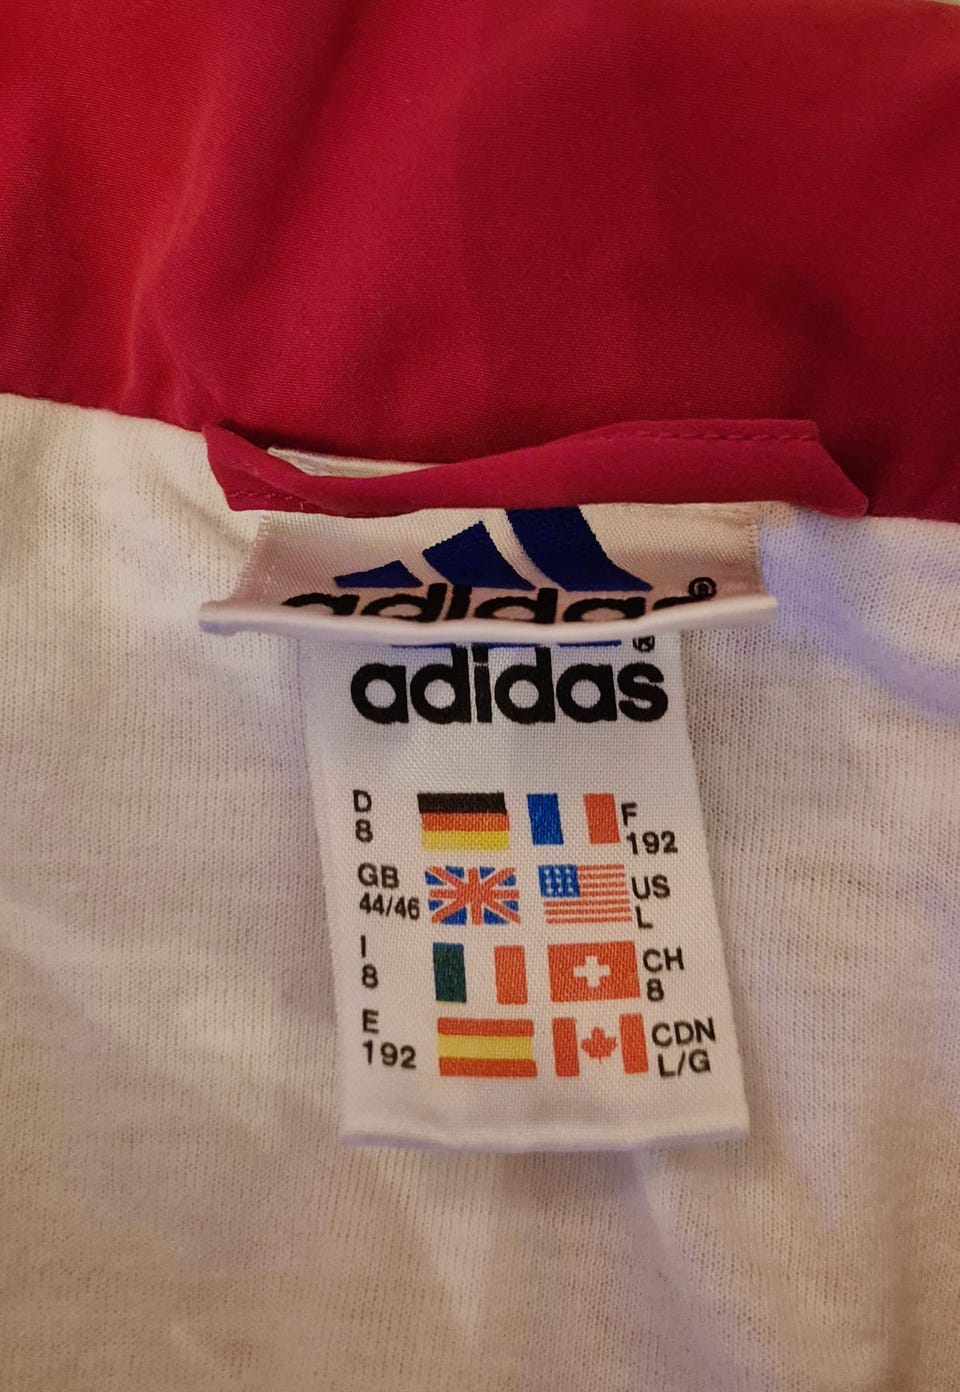 adidas®
®
adidas
D
8
F
192
GB
44/46
US
L
I
8
CH
8
E
192
CDN
L/G